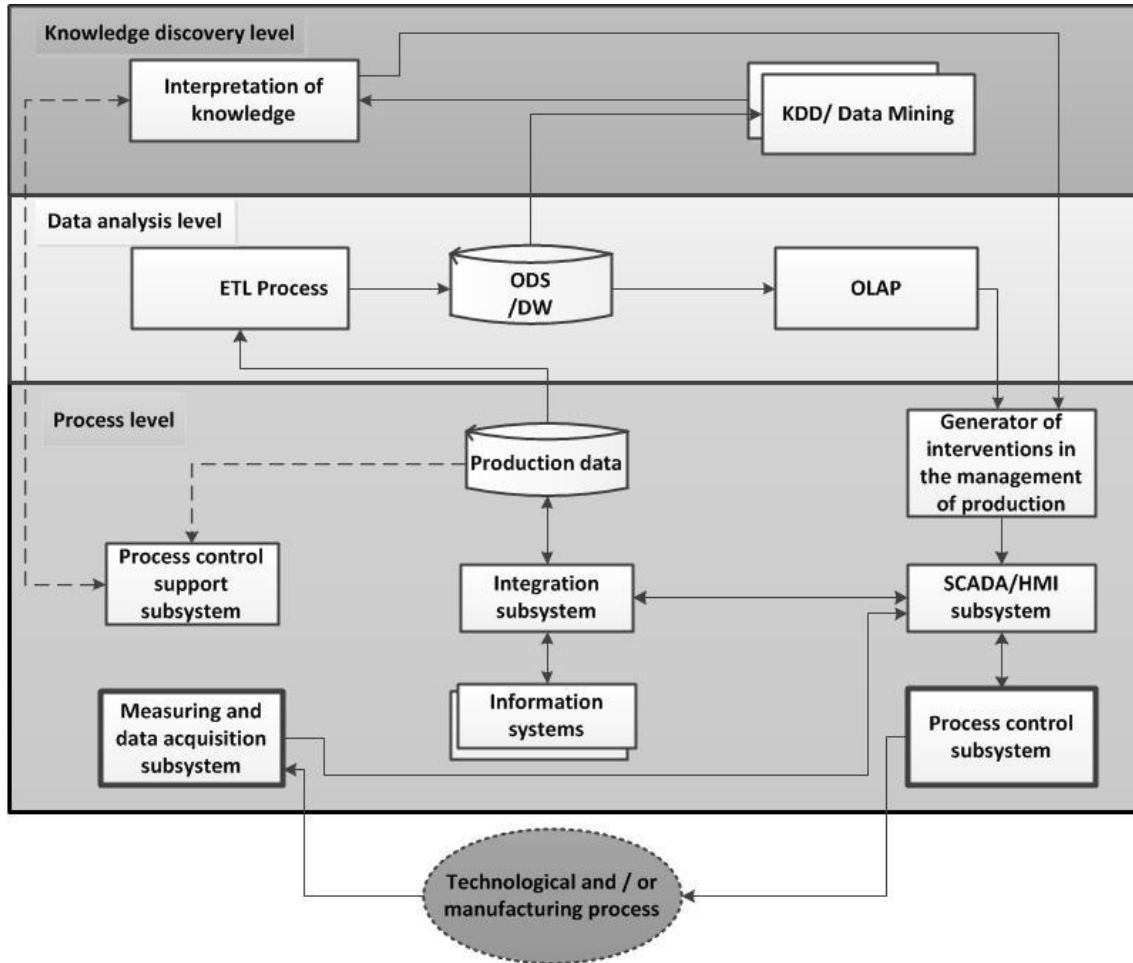 Knowledge discovery level
Interpretation of
knowledge
KDD/ Data Mining
Data analysis level
ETL Process
ODS
/DW
OLAP
Process level
Production data
Generator of
interventions in
the management
of production
Process control
support
subsystem
Integration
subsystem
SCADA/HMI
subsystem
Measuring and
data acquisition
subsystem
Information
systems
Process control
subsystem
Technological and / or
manufacturing process